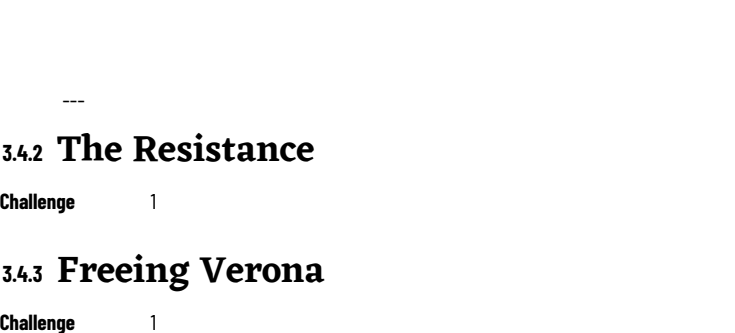 ---
3.4.2 The Resistance
Challenge 1
3.4.3 Freeing Verona
Challenge 1